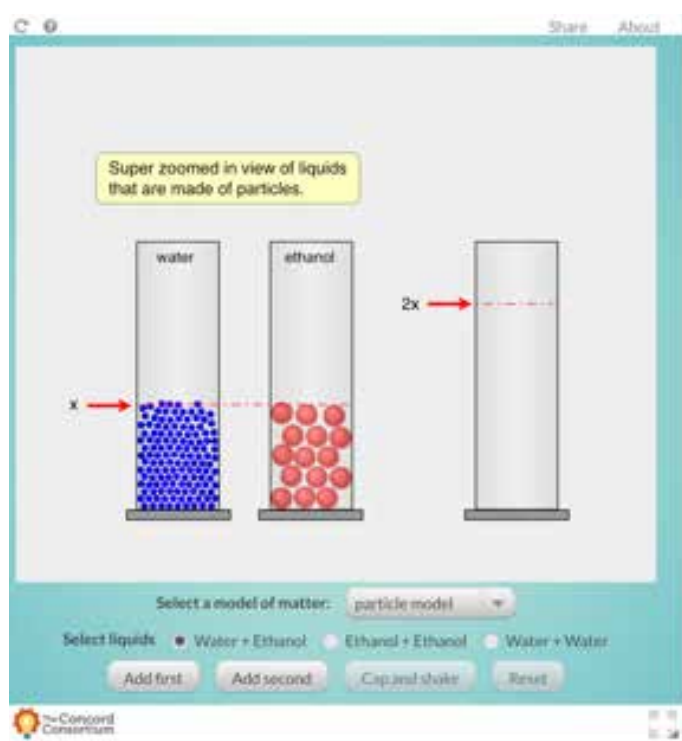 Share About
Super zoomed in view of liquids
that are made of particles.
water ethanol
2x
x
Select a model of matter: particle model
Select liquids Water + Ethanol Ethanol + Ethanol Water + Water
Add first Add second Cap and shake Reset
The Concord
Consortium